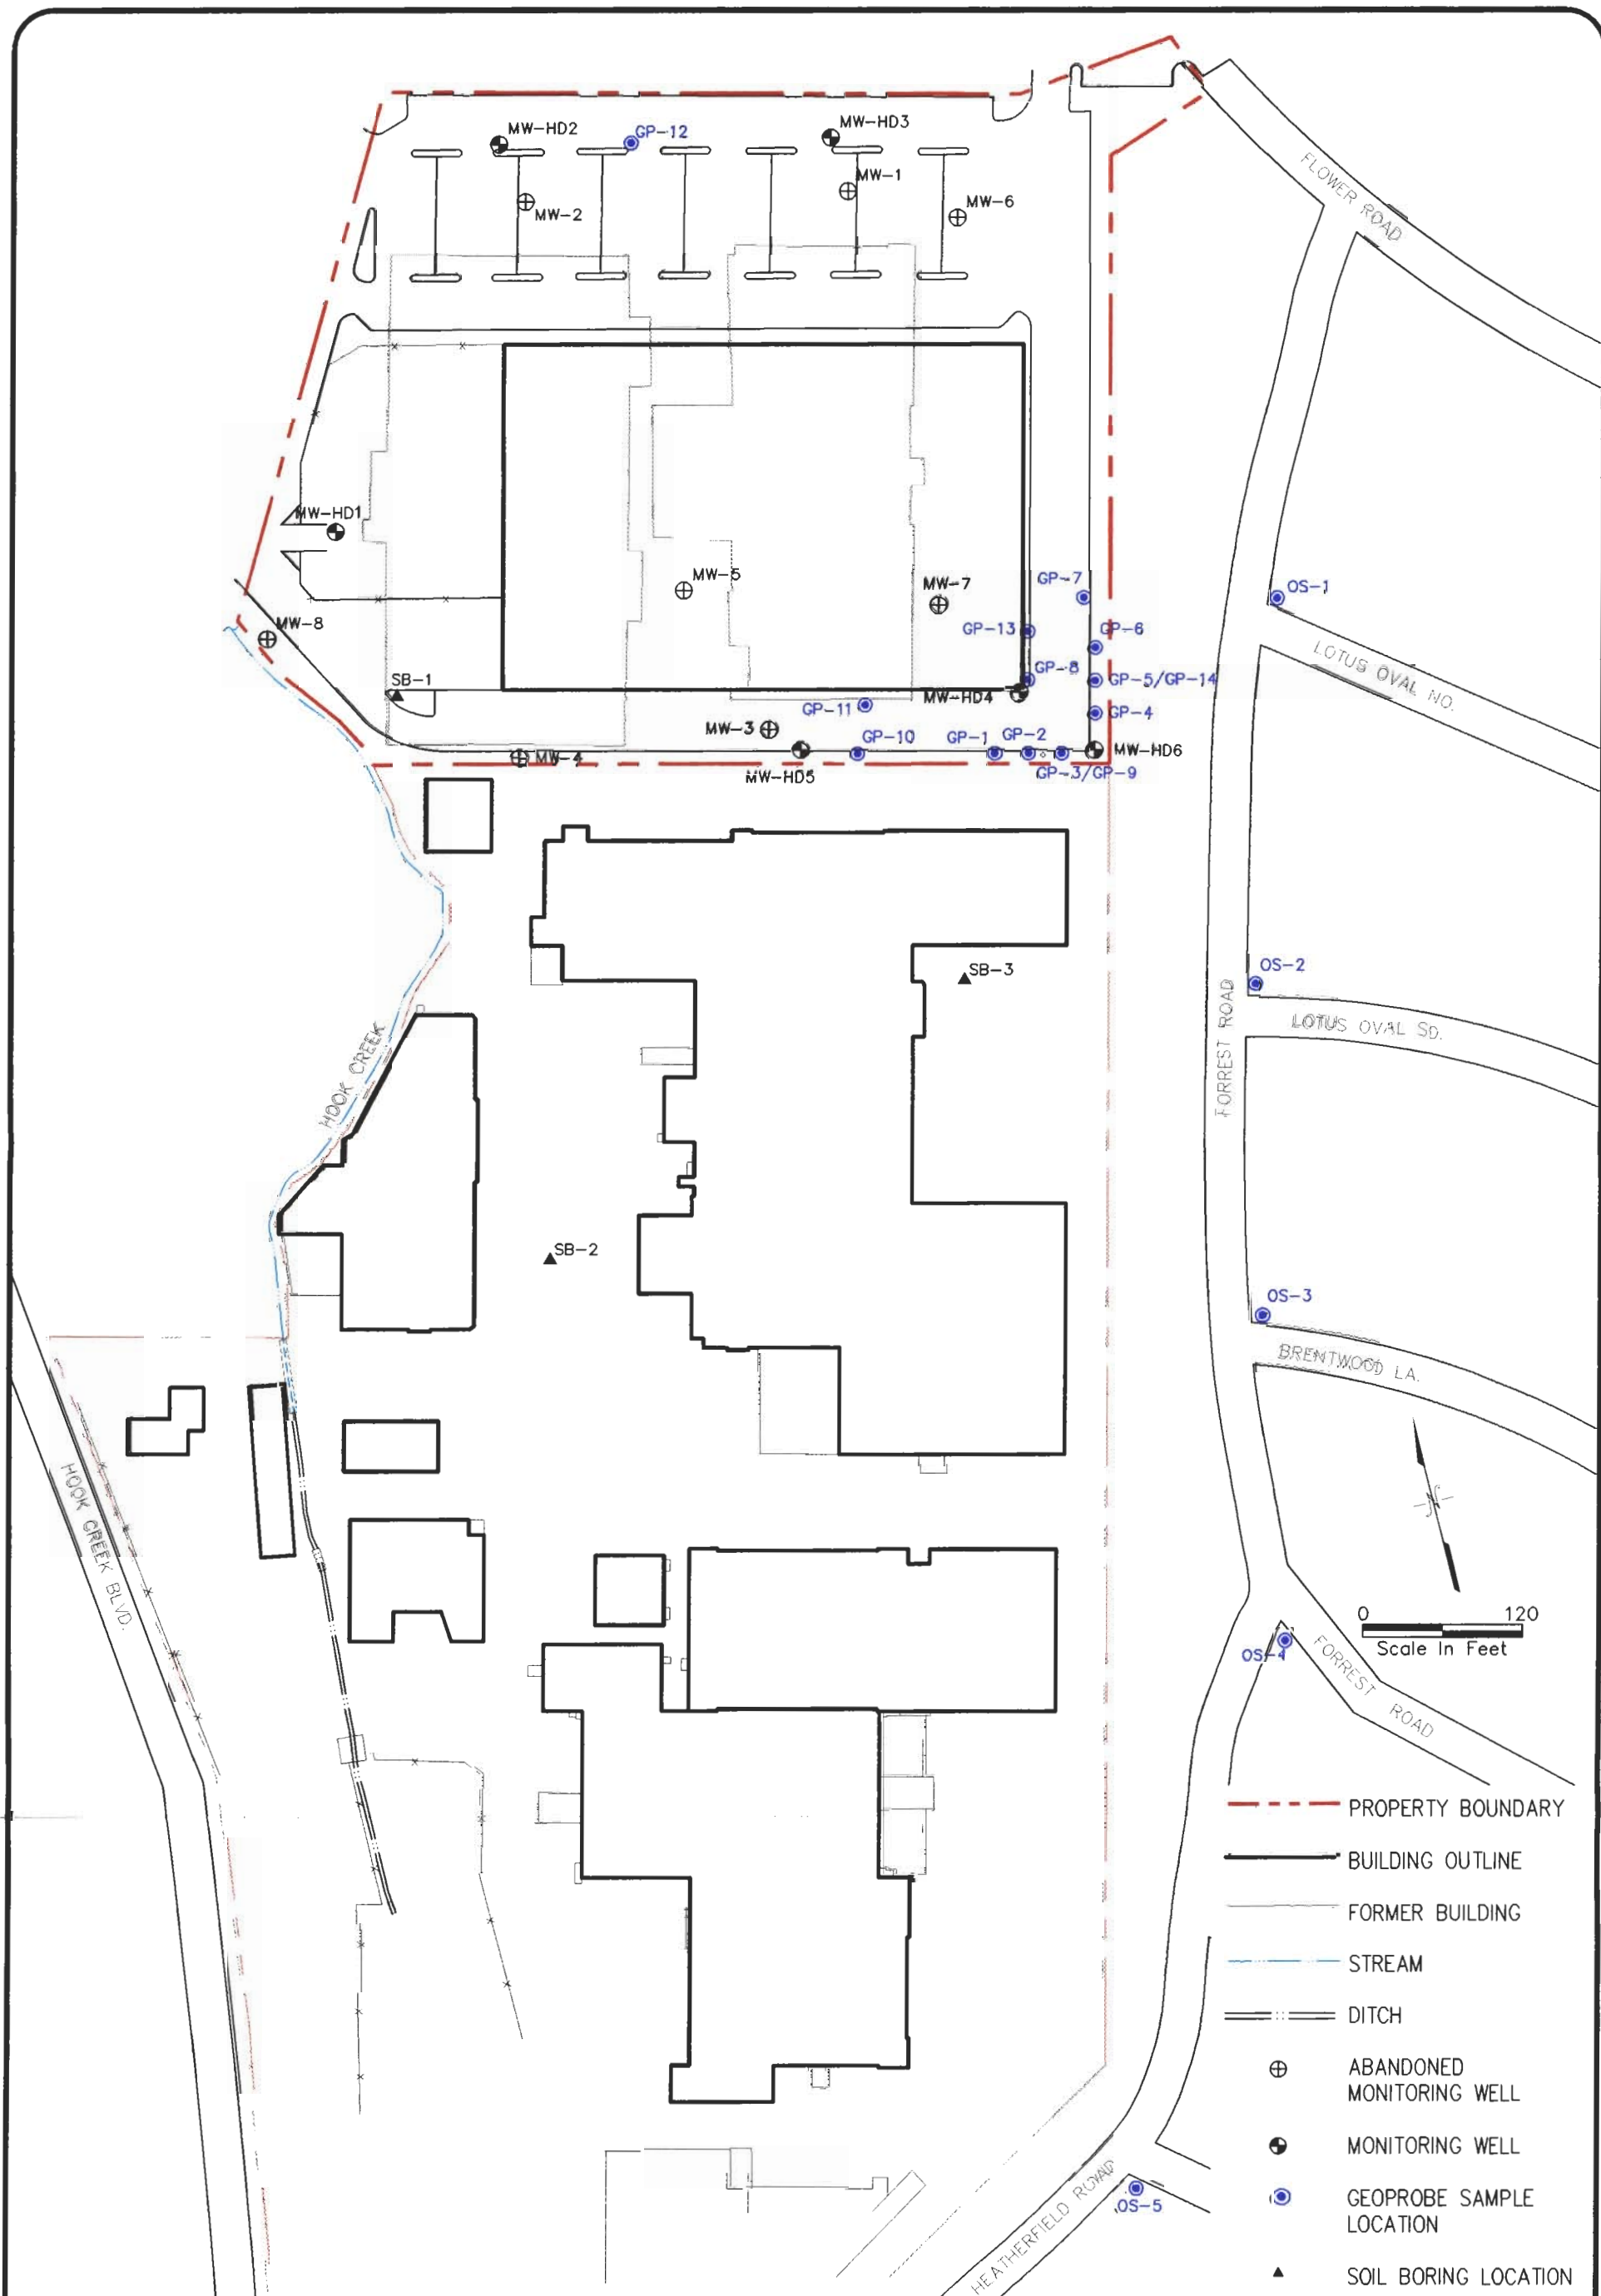 MW-HD2
GP-12
MW-HD3
MW-1
MW-2
MW-6
FLOWER ROAD
MW-HD1
MW-5
MW-7
GP-7
OS-1
MW-8
GP-13
GP-6
LOTUS OVAL NO.
SB-1
GP-8
GP-5/GP-14
MW-HD4
GP-11
GP-4
MW-3
GP-10
GP-1
GP-2
MW-HD6
MW-4
MW-HD5
GP-3/GP-9
SB-3
OS-2
LOTUS OVAL SD.
FORREST ROAD
HOOK CREEK
SB-2
OS-3
BRENTWOOD LA.
HOOK CREEK BLVD.
0 120
Scale In Feet
OS-4
FORREST ROAD
PROPERTY BOUNDARY
BUILDING OUTLINE
FORMER BUILDING
STREAM
DITCH
ABANDONED
MONITORING WELL
MONITORING WELL
GEOPROBE SAMPLE
LOCATION
OS-5
HEATHERFIELD ROAD
SOIL BORING LOCATION